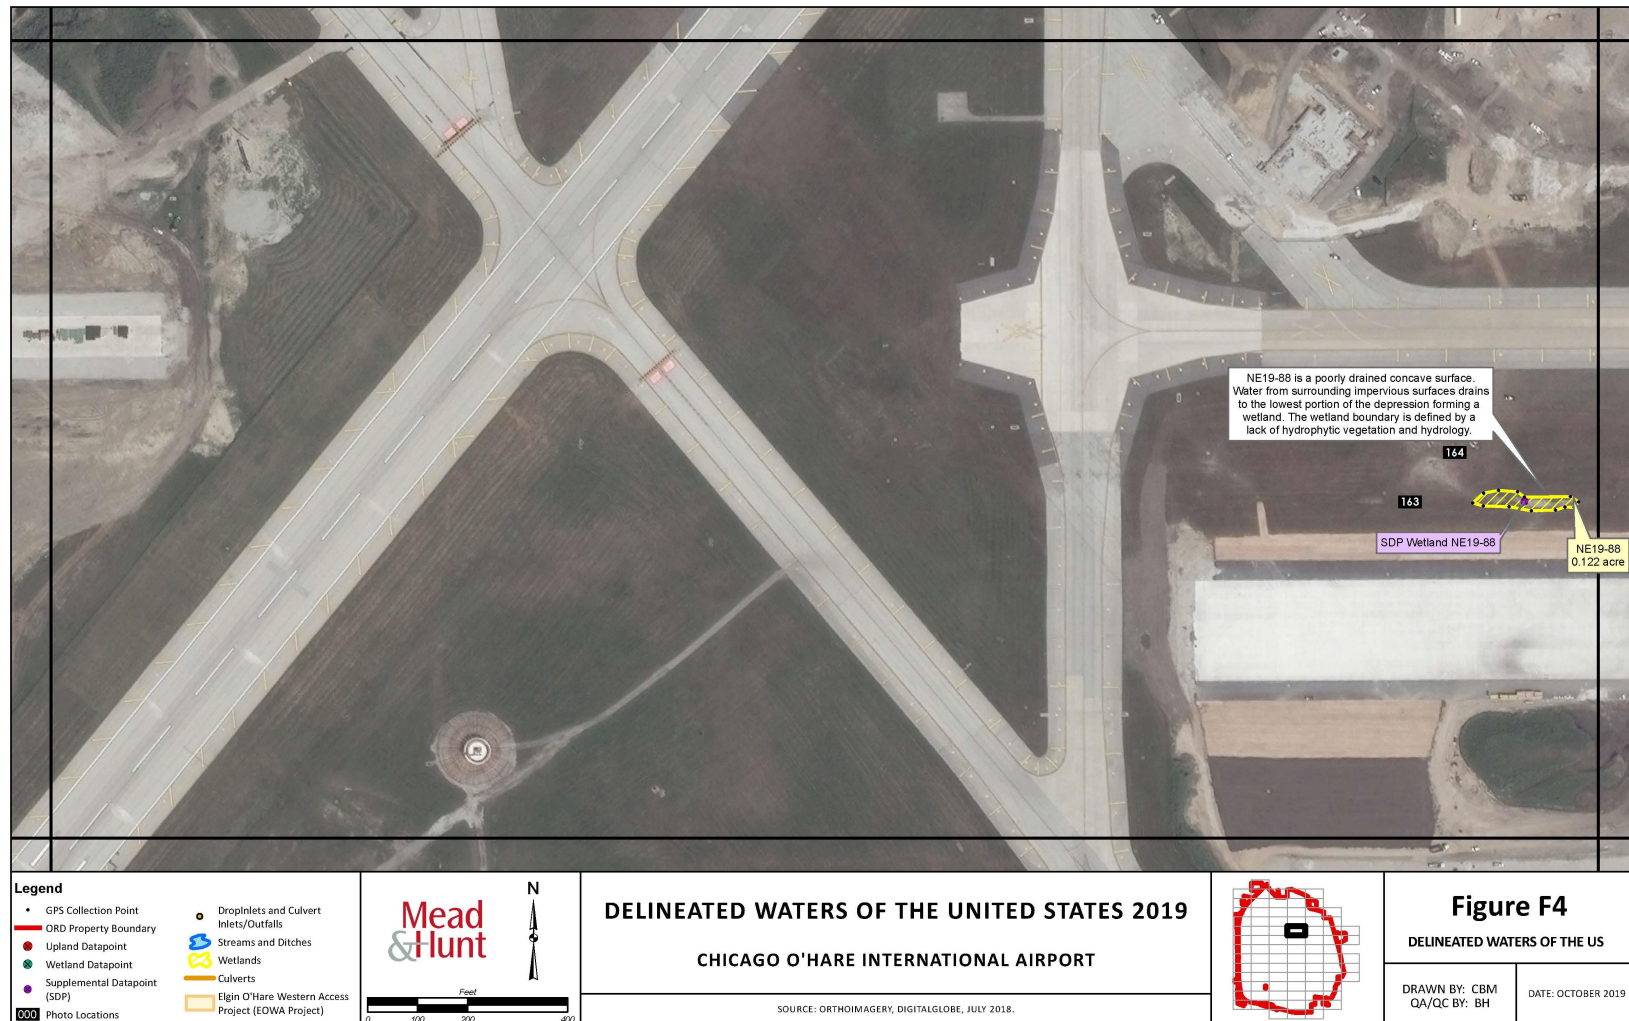 NE19-88 is a poorly drained concave surface.
Water from surrounding impervious surfaces drains
to the lowest portion of the depression forming a
wetland. The wetland boundary is defined by a
lack of hydrophytic vegetation and hydrology.
164
163
SDP Wetland NE19-88
NE19-88
0.122 acre
Legend
GPS Collection Point
ORD Property Boundary
Upland Datapoint
Wetland Datapoint
Supplemental Datapoint
(SDP)
000 Photo Locations
DropInlets and Culvert
Inlets/Outfalls
Streams and Ditches
Wetlands
Culverts
Elgin O'Hare Western Access
Project (EOWA Project)
Mead
&Hunt
N
Feet
0 100 200 400
DELINEATED WATERS OF THE UNITED STATES 2019
CHICAGO O'HARE INTERNATIONAL AIRPORT
SOURCE: ORTHOIMAGERY, DIGITALGLOBE, JULY 2018.
Figure F4
DELINEATED WATERS OF THE US
DRAWN BY: CBM
QA/QC BY: BH
DATE: OCTOBER 2019